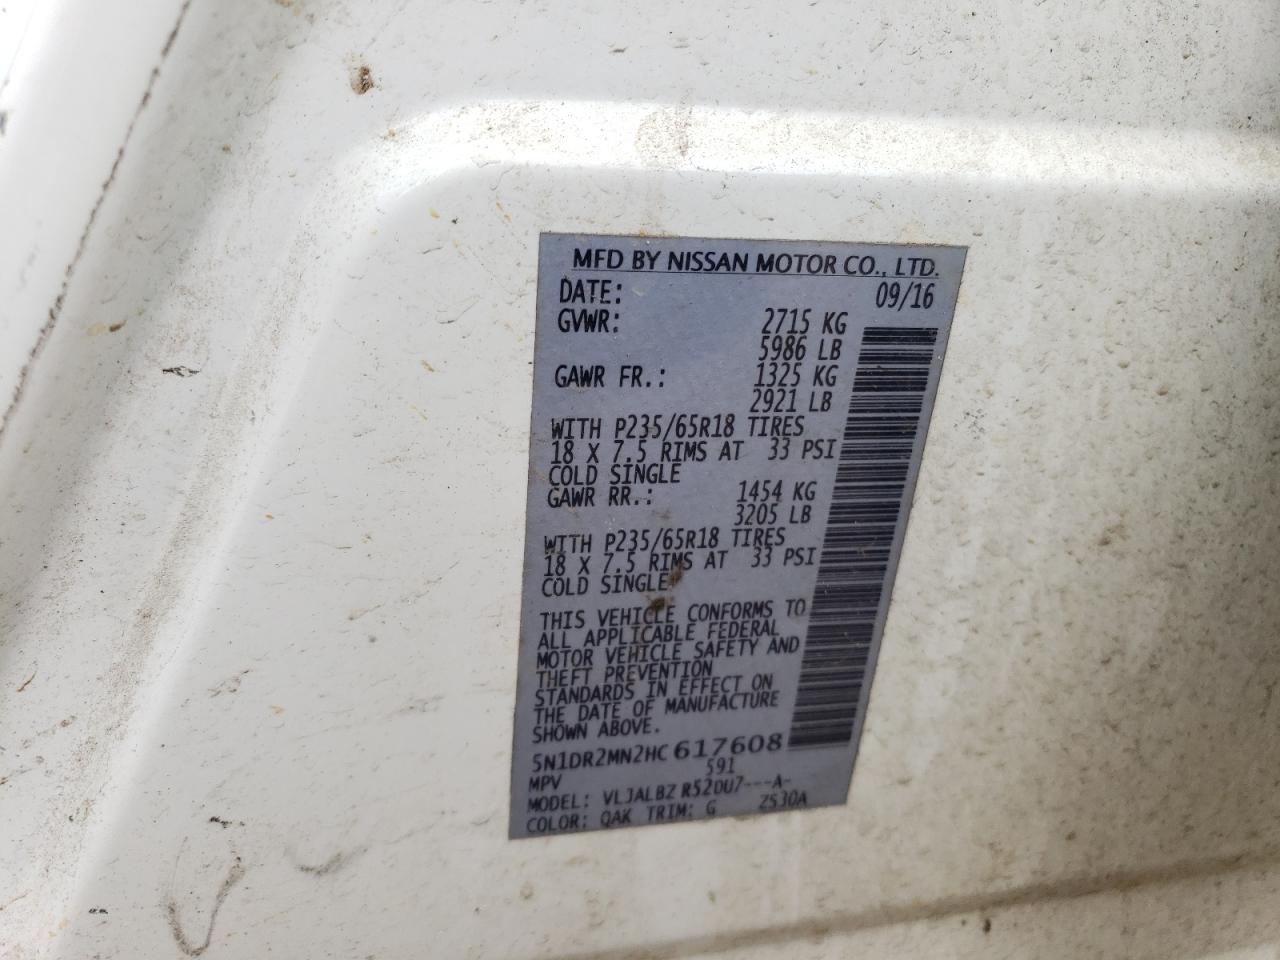 MFD BY NISSAN MOTOR CO., LTD.
DATE: 09/16
GVWR: 2715 KG
5986 LB
GAWR FR.: 1325 KG
2921 LB
WITH P235/65R18 TIRES
18 X 7.5 RIMS AT 33 PSI
COLD SINGLE
GAWR RR.: 1454 KG
3205 LB
WITH P235/65R18 TIRES
18 X 7.5 RIMS AT 33 PSI
COLD SINGLE
THIS VEHICLE CONFORMS TO
ALL APPLICABLE FEDERAL
MOTOR VEHICLE SAFETY AND
THEFT PREVENTION
STANDARDS IN EFFECT ON
THE DATE OF MANUFACTURE
SHOWN ABOVE.
5N1DR2MN2HC617608
MPV 591
MODEL: VLJALBZ R52DU7---A-
COLOR: QAK TRIM: G ZS30A